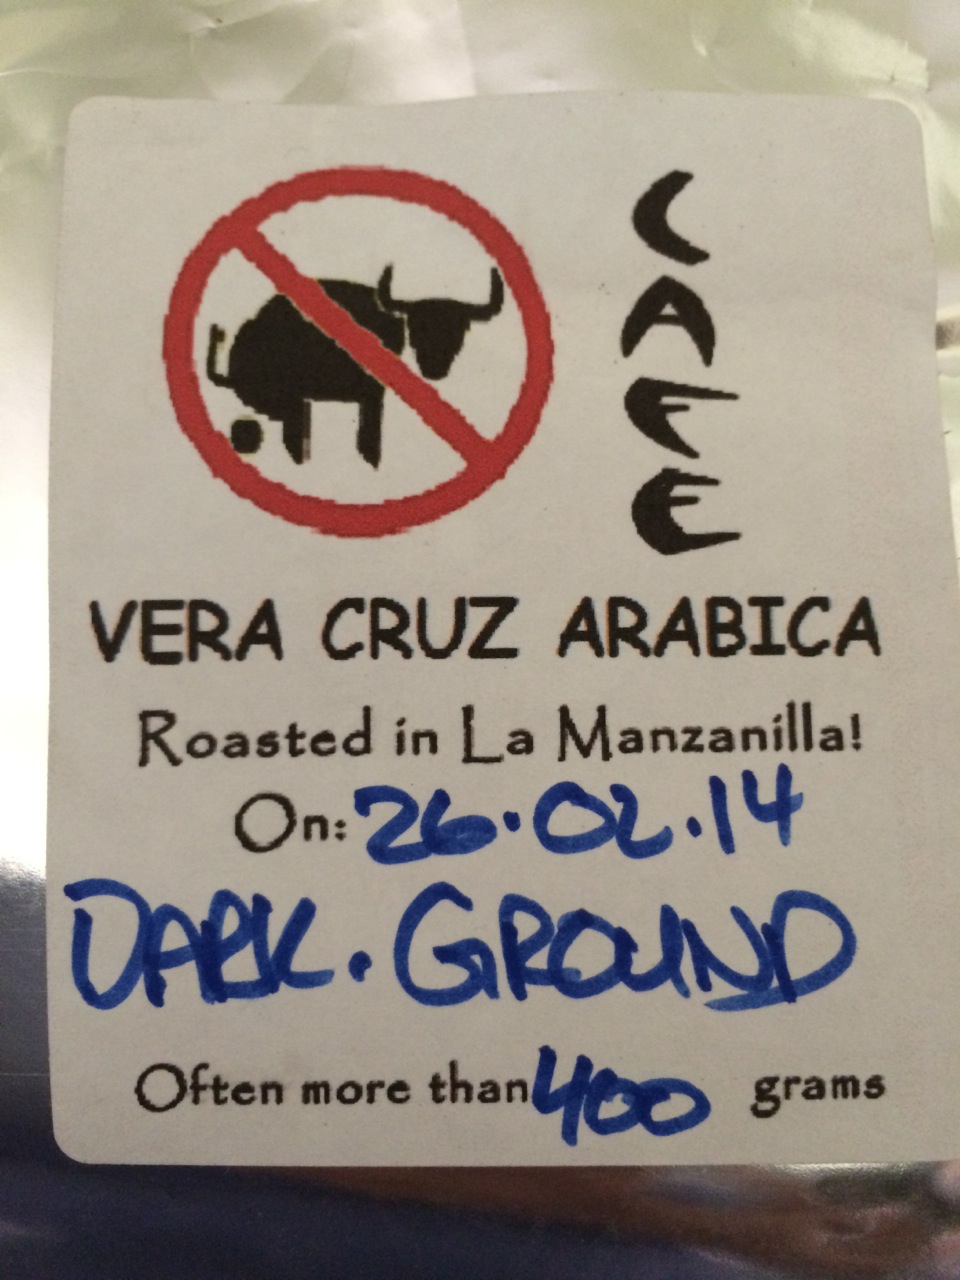 CAFE
VERA CRUZ ARABICA
Roasted in La Manzanilla!
On: 26.02.14
DARK. GROUND
Often more than 400 grams